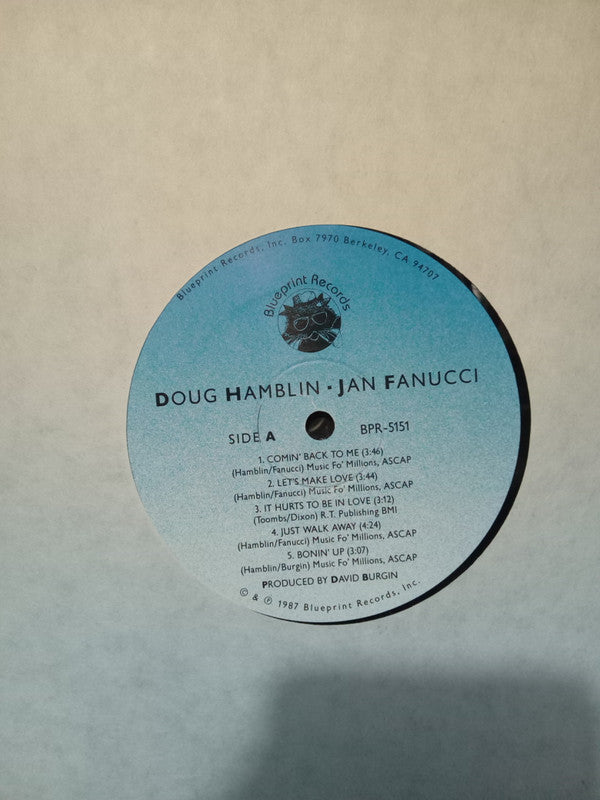 Blueprint Records, Inc. Box 7970 Berkeley, CA 94707
Blueprint Records
DOUG HAMBLIN • JAN FANUCCI
SIDE A BPR-5151
1. COMIN' BACK TO ME (3:46)
(Hamblin/Fanucci) Music Fo' Millions, ASCAP
2. LET'S MAKE LOVE (3:44)
(Hamblin/Fanucci) Music Fo' Millions, ASCAP
3. IT HURTS TO BE IN LOVE (3:12)
(Toombs/Dixon) R.T. Publishing BMI
4. JUST WALK AWAY (4:24)
(Hamblin/Fanucci) Music Fo' Millions, ASCAP
5. BONIN' UP (3:07)
(Hamblin/Burgin) Music Fo' Millions, ASCAP
PRODUCED BY DAVID BURGIN
© & ℗ 1987 Blueprint Records, Inc.